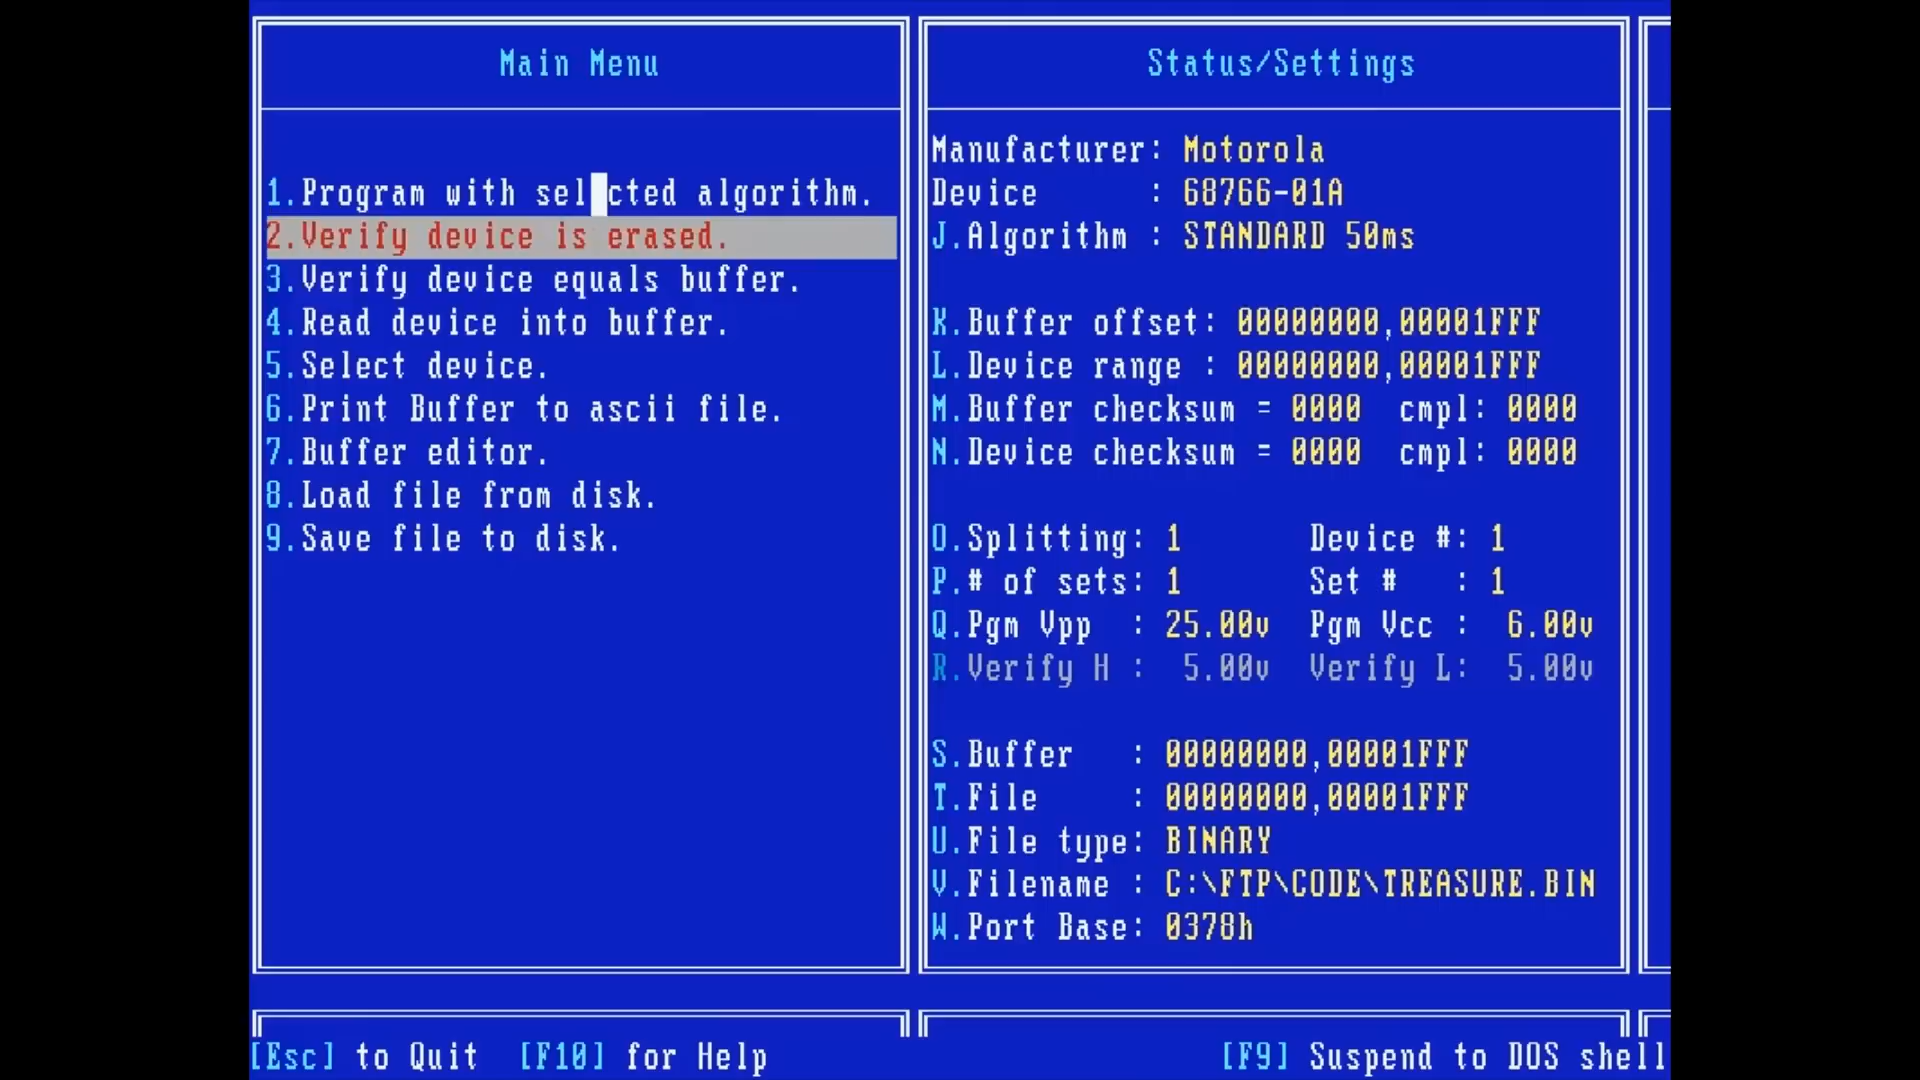 Main Menu
1.Program with sel cted algorithm.
2.Verify device is erased.
3.Verify device equals buffer.
4.Read device into buffer.
5.Select device.
6.Print Buffer to ascii file.
7.Buffer editor.
8.Load file from disk.
9.Save file to disk.
Status/Settings
Manufacturer: Motorola
Device : 68766-01A
J.Algorithm : STANDARD 50ms
K.Buffer offset: 00000000,00001FFF
L.Device range : 00000000,00001FFF
M.Buffer checksum = 0000 cmpl: 0000
N.Device checksum = 0000 cmpl: 0000
O.Splitting: 1 Device #: 1
P.# of sets: 1 Set # : 1
Q.Pgm Vpp : 25.00v Pgm Vcc : 6.00v
R.Verify H : 5.00v Verify L: 5.00v
S.Buffer : 00000000,00001FFF
T.File : 00000000,00001FFF
U.File type: BINARY
V.Filename : C:\FTP\CODE\TREASURE.BIN
W.Port Base: 0378h
[Esc] to Quit [F10] for Help
[F9] Suspend to DOS shell